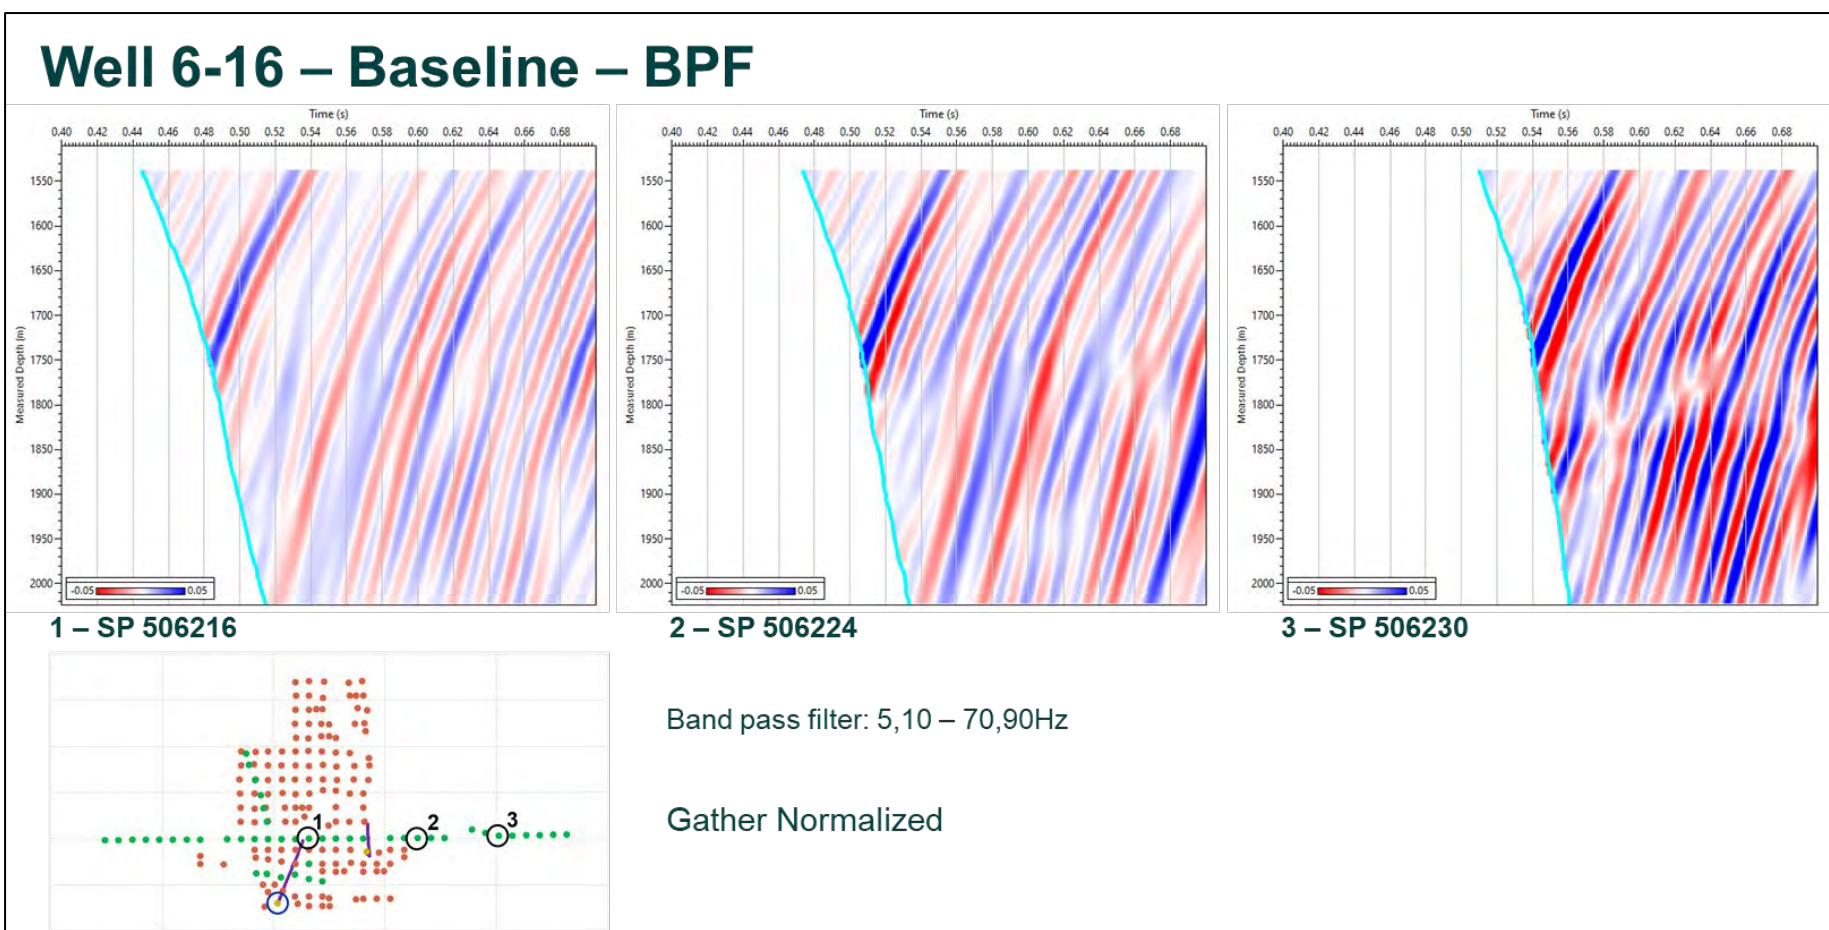 Well 6-16 – Baseline – BPF
Time (s)
0.40 0.42 0.44 0.46 0.48 0.50 0.52 0.54 0.56 0.58 0.60 0.62 0.64 0.66 0.68
Measured Depth (m)
1550
1600
1650
1700
1750
1800
1850
1900
1950
2000
-0.05 0.05
1 – SP 506216
Time (s)
0.40 0.42 0.44 0.46 0.48 0.50 0.52 0.54 0.56 0.58 0.60 0.62 0.64 0.66 0.68
Measured Depth (m)
1550
1600
1650
1700
1750
1800
1850
1900
1950
2000
-0.05 0.05
2 – SP 506224
Time (s)
0.40 0.42 0.44 0.46 0.48 0.50 0.52 0.54 0.56 0.58 0.60 0.62 0.64 0.66 0.68
Measured Depth (m)
1550
1600
1650
1700
1750
1800
1850
1900
1950
2000
-0.05 0.05
3 – SP 506230
1 2 3
Band pass filter: 5,10 – 70,90Hz
Gather Normalized